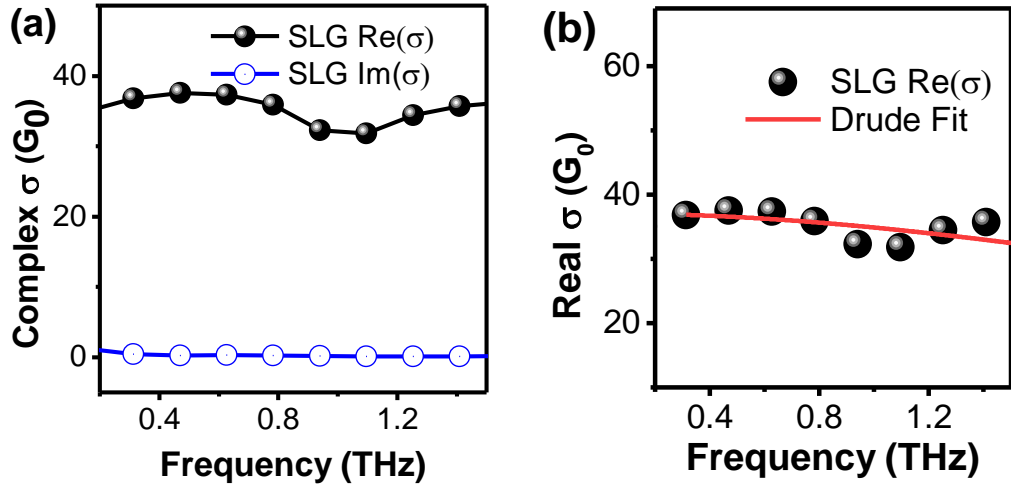 (a)
SLG Re(σ)
SLG Im(σ)
Complex σ (G0)
40
20
0
0.4
0.8
1.2
Frequency (THz)
(b)
SLG Re(σ)
Drude Fit
Real σ (G0)
60
40
20
0.4
0.8
1.2
Frequency (THz)